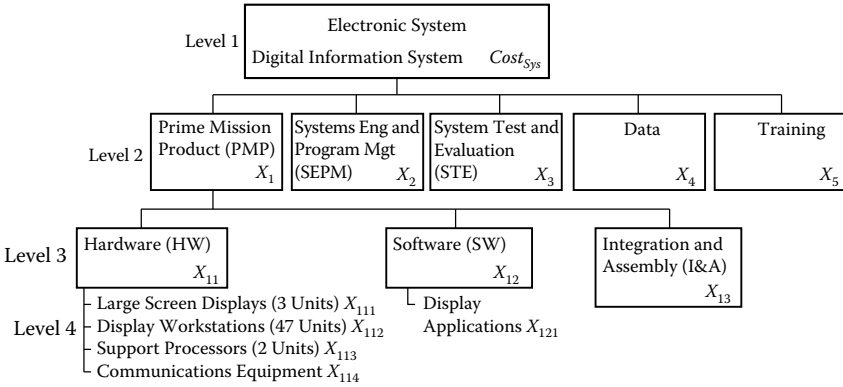 Electronic System
Level 1
Digital Information System Cost_Sys
Level 2
Prime Mission
Product (PMP)
X_1
Systems Eng and
Program Mgt
(SEPM) X_2
System Test and
Evaluation
(STE) X_3
Data
X_4
Training
X_5
Level 3
Hardware (HW)
X_11
Software (SW)
X_12
Integration and
Assembly (I&A)
X_13
Level 4
Large Screen Displays (3 Units) X_111
Display Workstations (47 Units) X_112
Support Processors (2 Units) X_113
Communications Equipment X_114
Display
Applications X_121